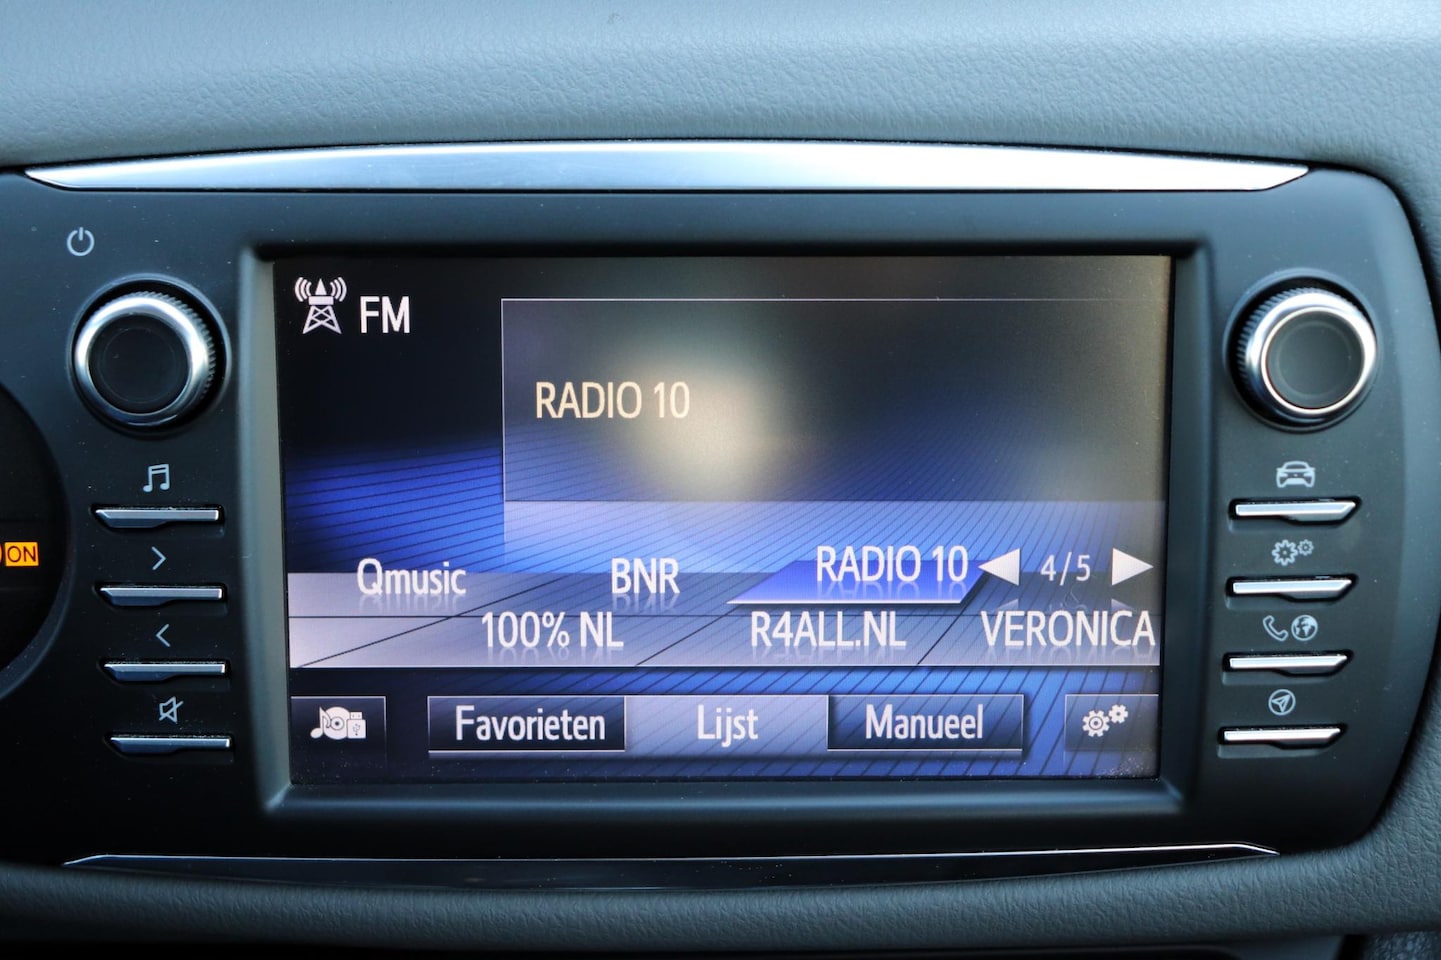 FM
RADIO 10
Qmusic BNR RADIO 10 4/5
100% NL R4ALL.NL VERONICA
ON
Favorieten Lijst Manueel